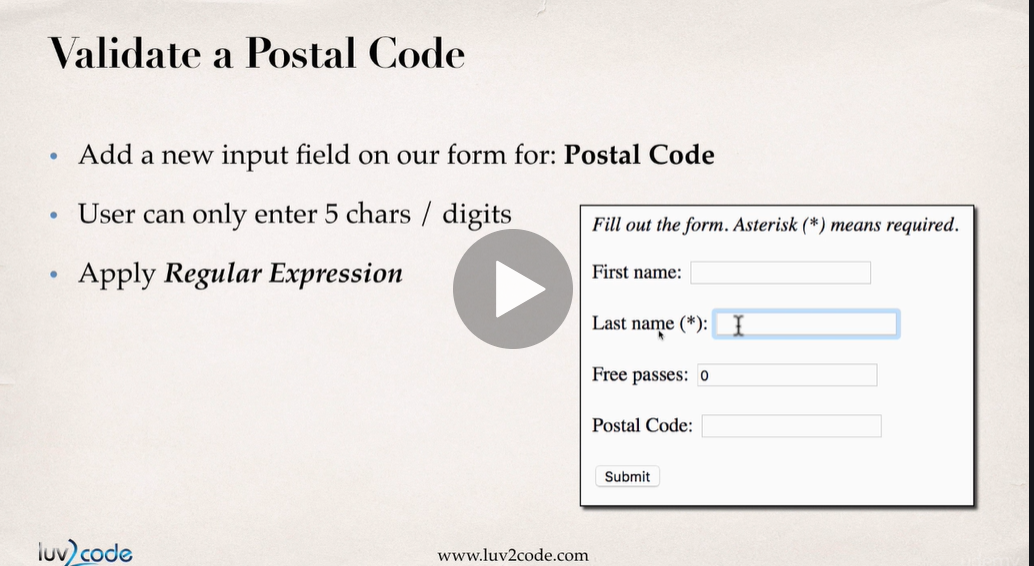 Validate a Postal Code
• Add a new input field on our form for: Postal Code
• User can only enter 5 chars / digits
• Apply Regular Expression
Fill out the form. Asterisk (*) means required.
First name:
Last name (*):
Free passes: 0
Postal Code:
Submit
luv2code
www.luv2code.com